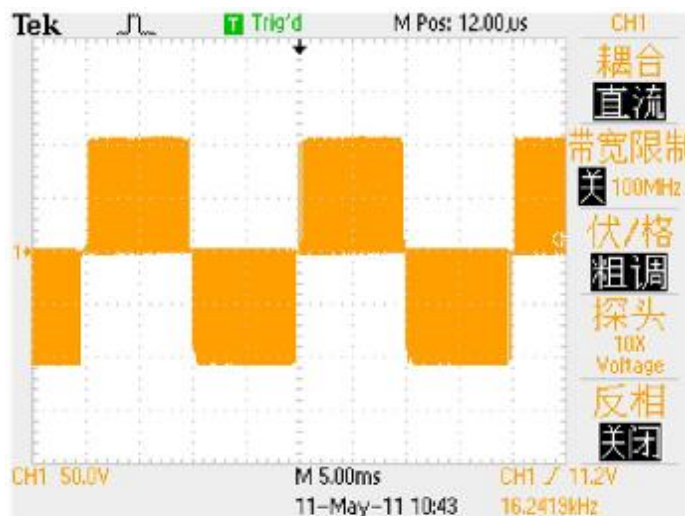 Tek T Trig'd M Pos: 12.00µs CH1
耦合
直流
带宽限制
关 100MHz
伏/格
粗调
探头
10X
Voltage
反相
关闭
1
CH1 50.0V M 5.00ms CH1 / 11.2V
11-May-11 10:43 16.2419kHz